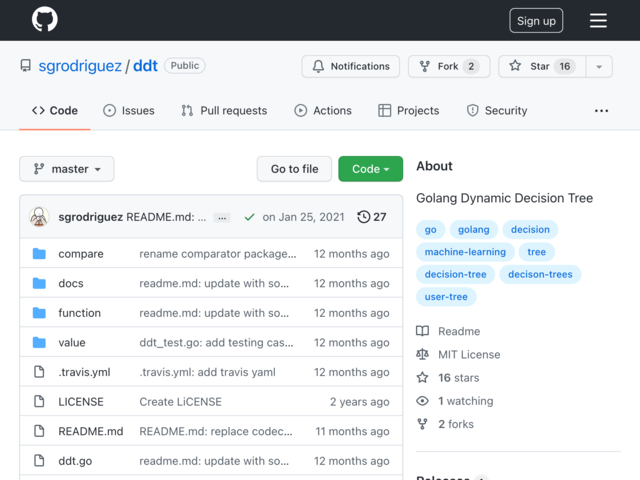 Sign up
sgrodriguez / ddt Public
Notifications Fork 2 Star 16
Code Issues Pull requests Actions Projects Security ...
master Go to file Code
sgrodriguez README.md: ... ... on Jan 25, 2021 27
compare rename comparator package... 12 months ago
docs readme.md: update with so... 12 months ago
function readme.md: update with so... 12 months ago
value ddt_test.go: add testing cas... 12 months ago
.travis.yml .travis.yml: add travis yaml 12 months ago
LICENSE Create LiCENSE 2 years ago
README.md README.md: replace codec... 11 months ago
ddt.go readme.md: update with so... 12 months ago
About
Golang Dynamic Decision Tree
go golang decision
machine-learning tree
decision-tree decison-trees
user-tree
Readme
MIT License
16 stars
1 watching
2 forks
Releases